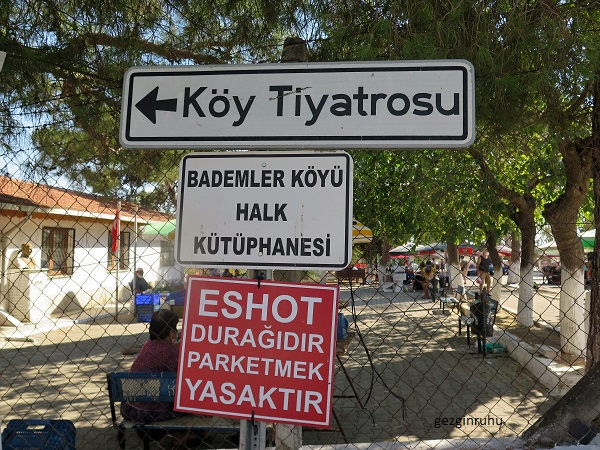 Köy Tiyatrosu
BADEMLER KÖYÜ
HALK
KÜTÜPHANESİ
ESHOT
DURAĞIDIR
PARKETMEK
YASAKTIR
gezginruhu